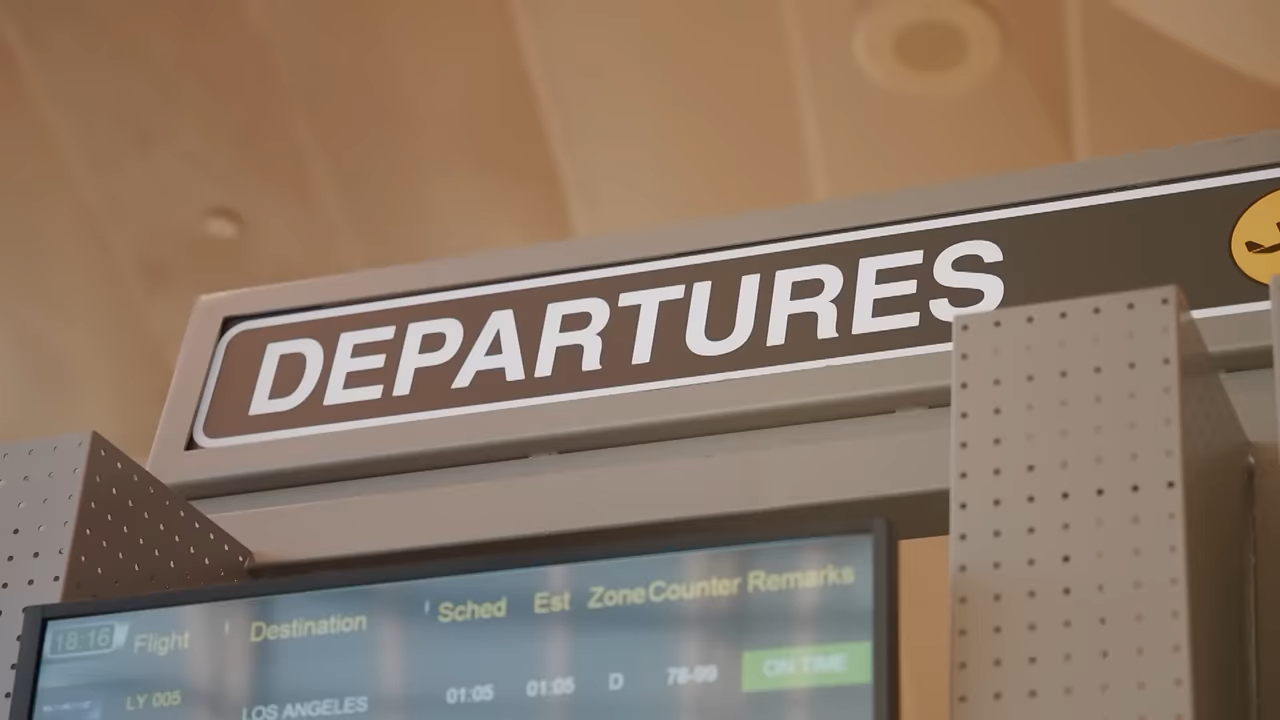 DEPARTURES
18:16 Flight Destination Sched Est Zone Counter Remarks
LY 005 LOS ANGELES 01:05 01:05 D 78-99 ON TIME